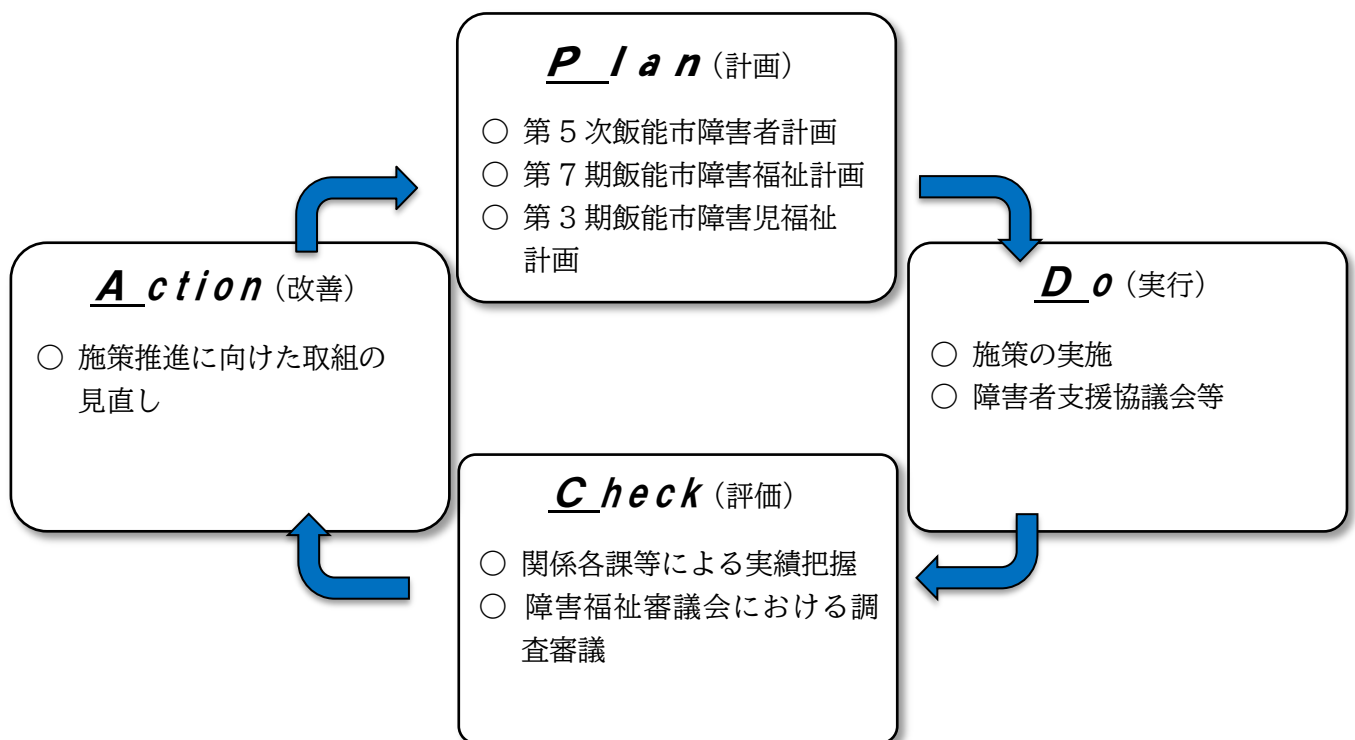 Plan（計画）
○ 第５次飯能市障害者計画
○ 第７期飯能市障害福祉計画
○ 第３期飯能市障害児福祉
計画
Action（改善）
○ 施策推進に向けた取組の
見直し
Do（実行）
○ 施策の実施
○ 障害者支援協議会等
Check（評価）
○ 関係各課等による実績把握
○ 障害福祉審議会における調
査審議